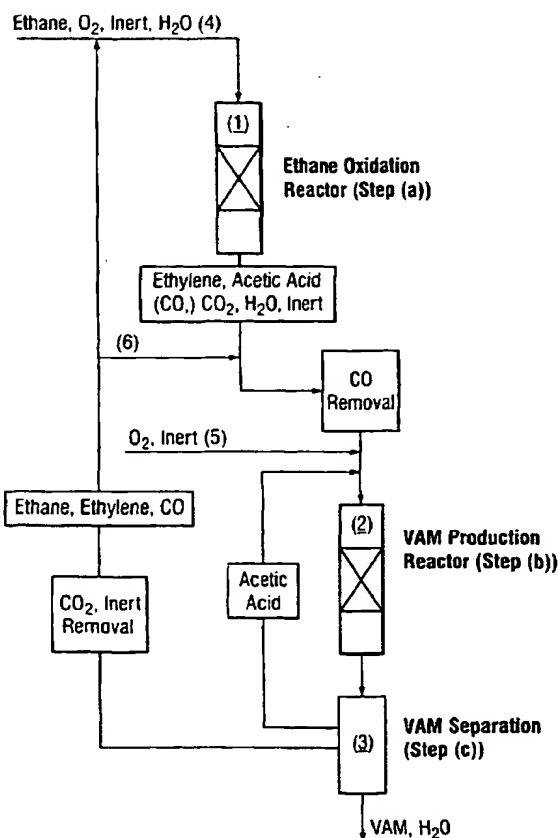 Ethane, O2, Inert, H2O (4)
(1)
Ethane Oxidation
Reactor (Step (a))
Ethylene, Acetic Acid
(CO,) CO2, H2O, Inert
(6)
CO
Removal
O2, Inert (5)
Ethane, Ethylene, CO
(2)
VAM Production
Reactor (Step (b))
Acetic
Acid
CO2, Inert
Removal
VAM Separation
(Step (c))
(3)
VAM, H2O